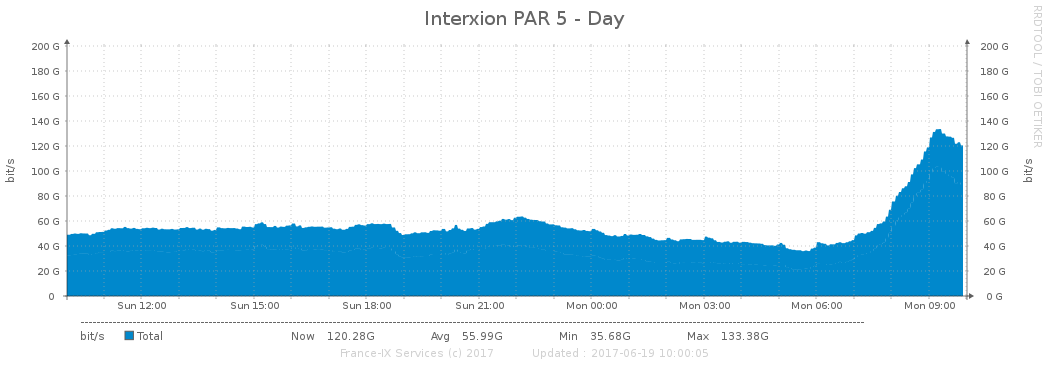 Interxion PAR 5 - Day
RRDTOOL / TOBI OETIKER
200 G 200 G
180 G 180 G
160 G 160 G
140 G 140 G
120 G 120 G
100 G 100 G
80 G 80 G
60 G 60 G
40 G 40 G
20 G 20 G
0 0 G
bit/s
bit/s
Sun 12:00 Sun 15:00 Sun 18:00 Sun 21:00 Mon 00:00 Mon 03:00 Mon 06:00 Mon 09:00
bit/s Total Now 120.28G Avg 55.99G Min 35.68G Max 133.38G
France-IX Services (c) 2017 Updated : 2017-06-19 10:00:05